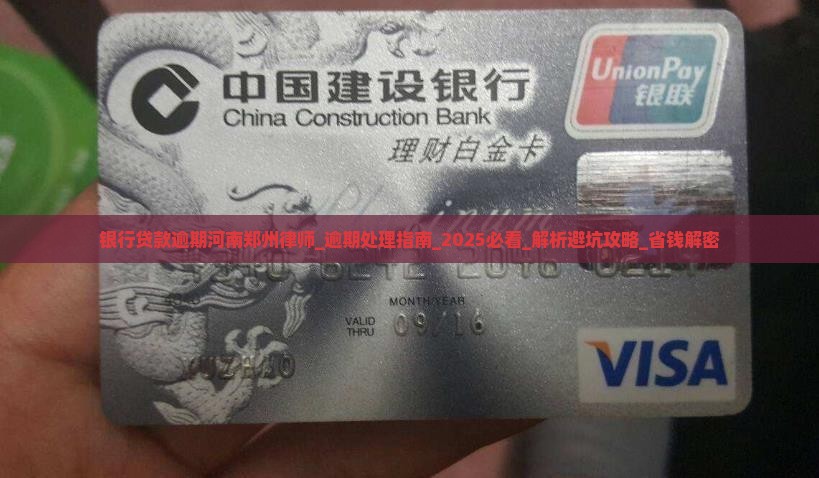 中国建设银行
China Construction Bank
理财白金卡
UnionPay
银联
银行贷款逾期河南郑州律师_逾期处理指南_2025必看_解析避坑攻略_省钱解密
MONTH/YEAR
VALID
THRU
09/16
VISA